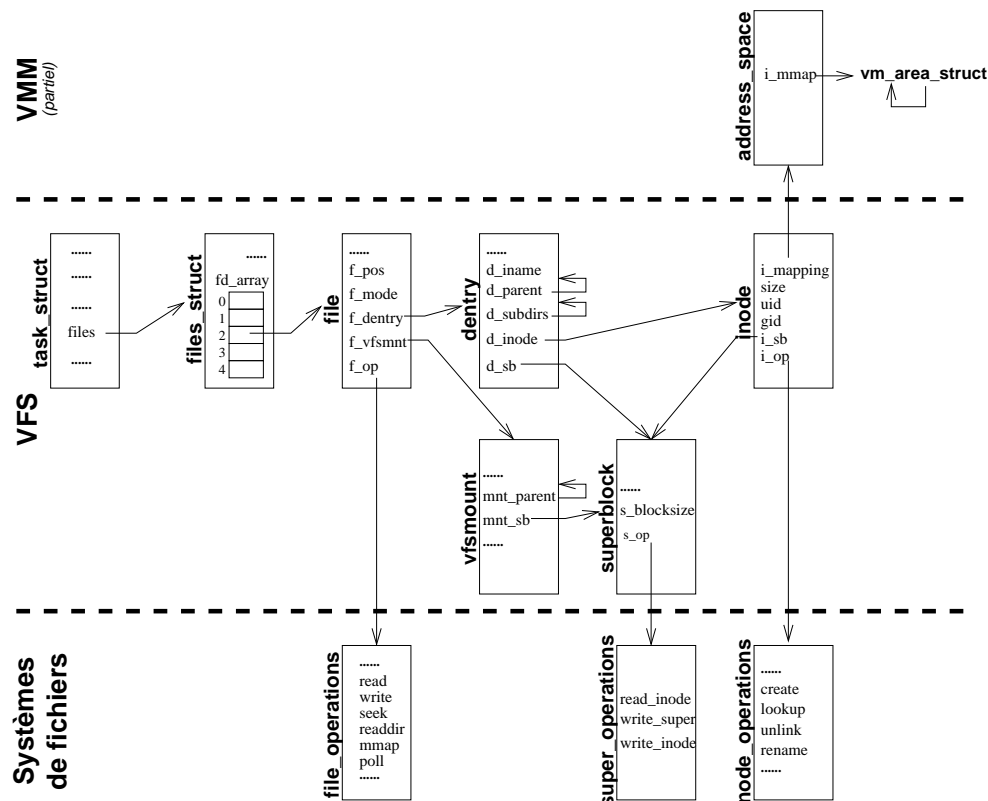 VMM
(partiel)
address_space
i_mmap
vm_area_struct
VFS
task_struct
......
......
......
files
......
files_struct
......
fd_array
0
1
2
3
4
file
......
f_pos
f_mode
f_dentry
f_vfsmnt
f_op
dentry
......
d_iname
d_parent
d_subdirs
d_inode
d_sb
inode
i_mapping
size
uid
gid
i_sb
i_op
vfsmount
......
mnt_parent
mnt_sb
......
superblock
......
s_blocksize
s_op
Systèmes
de fichiers
file_operations
......
read
write
seek
readdir
mmap
poll
......
super_operations
read_inode
write_super
write_inode
node_operations
......
create
lookup
unlink
rename
......